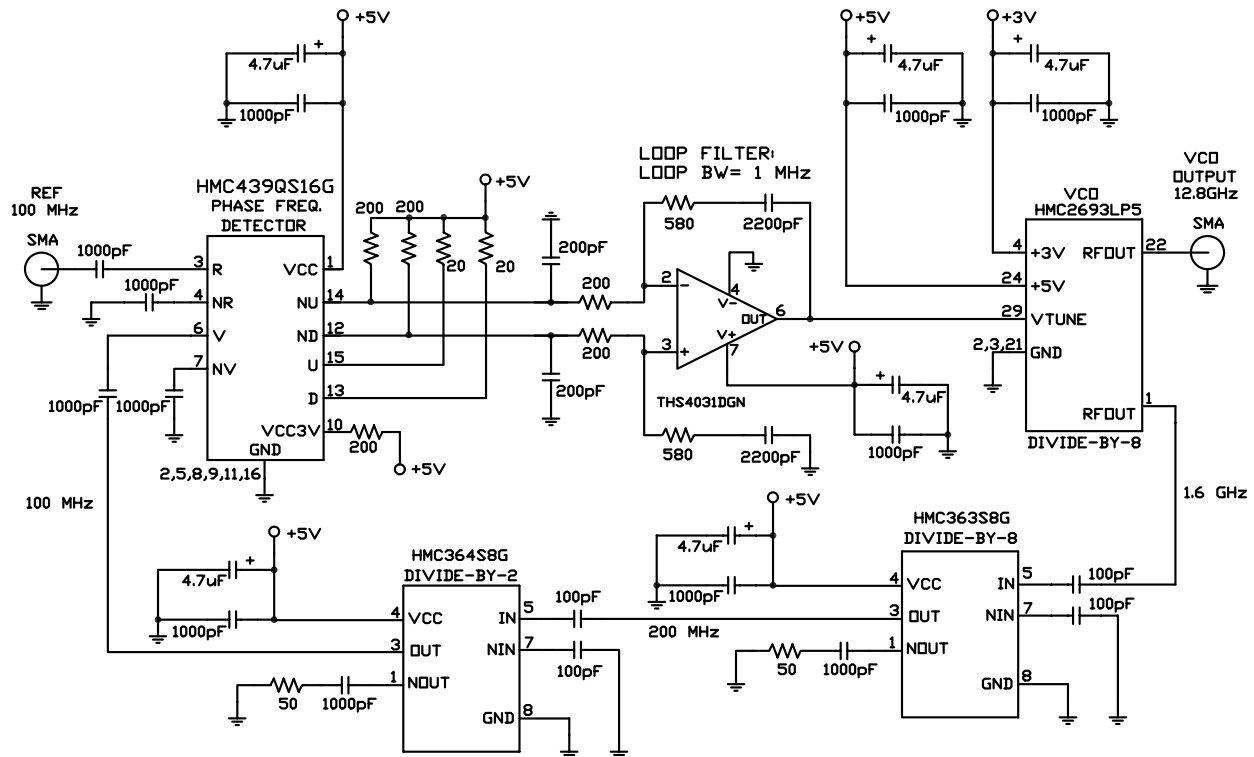 +5V
+
4.7uF
1000pF
HMC439QS16G
PHASE FREQ.
DETECTOR
REF
100 MHz
SMA
1000pF
1000pF
3 R
4 NR
6 V
7 NV
1000pF
1000pF
VCC 1
NU 14
ND 12
U 15
D 13
VCC3V 10
GND
2,5,8,9,11,16
200
+5V
200
200
20
20
+5V
200pF
200
200
200pF
LOOP FILTER:
LOOP BW= 1 MHz
580
2200pF
2 -
3 +
4
V-
OUT 6
V+
7
THS4031DGN
580
2200pF
+5V
+
4.7uF
1000pF
+5V
+
4.7uF
1000pF
+3V
+
4.7uF
1000pF
VCO
HMC2693LP5
4 +3V
24 +5V
29 VTUNE
2,3,21 GND
RFOUT 22
RFOUT 1
DIVIDE-BY-8
VCO
OUTPUT
12.8GHz
SMA
1.6 GHz
100 MHz
+5V
+
4.7uF
1000pF
HMC364S8G
DIVIDE-BY-2
4 VCC
3 OUT
1 NOUT
IN 5
NIN 7
GND 8
50
1000pF
100pF
100pF
200 MHz
+5V
+
4.7uF
1000pF
HMC363S8G
DIVIDE-BY-8
4 VCC
3 OUT
1 NOUT
IN 5
NIN 7
GND 8
50
1000pF
100pF
100pF